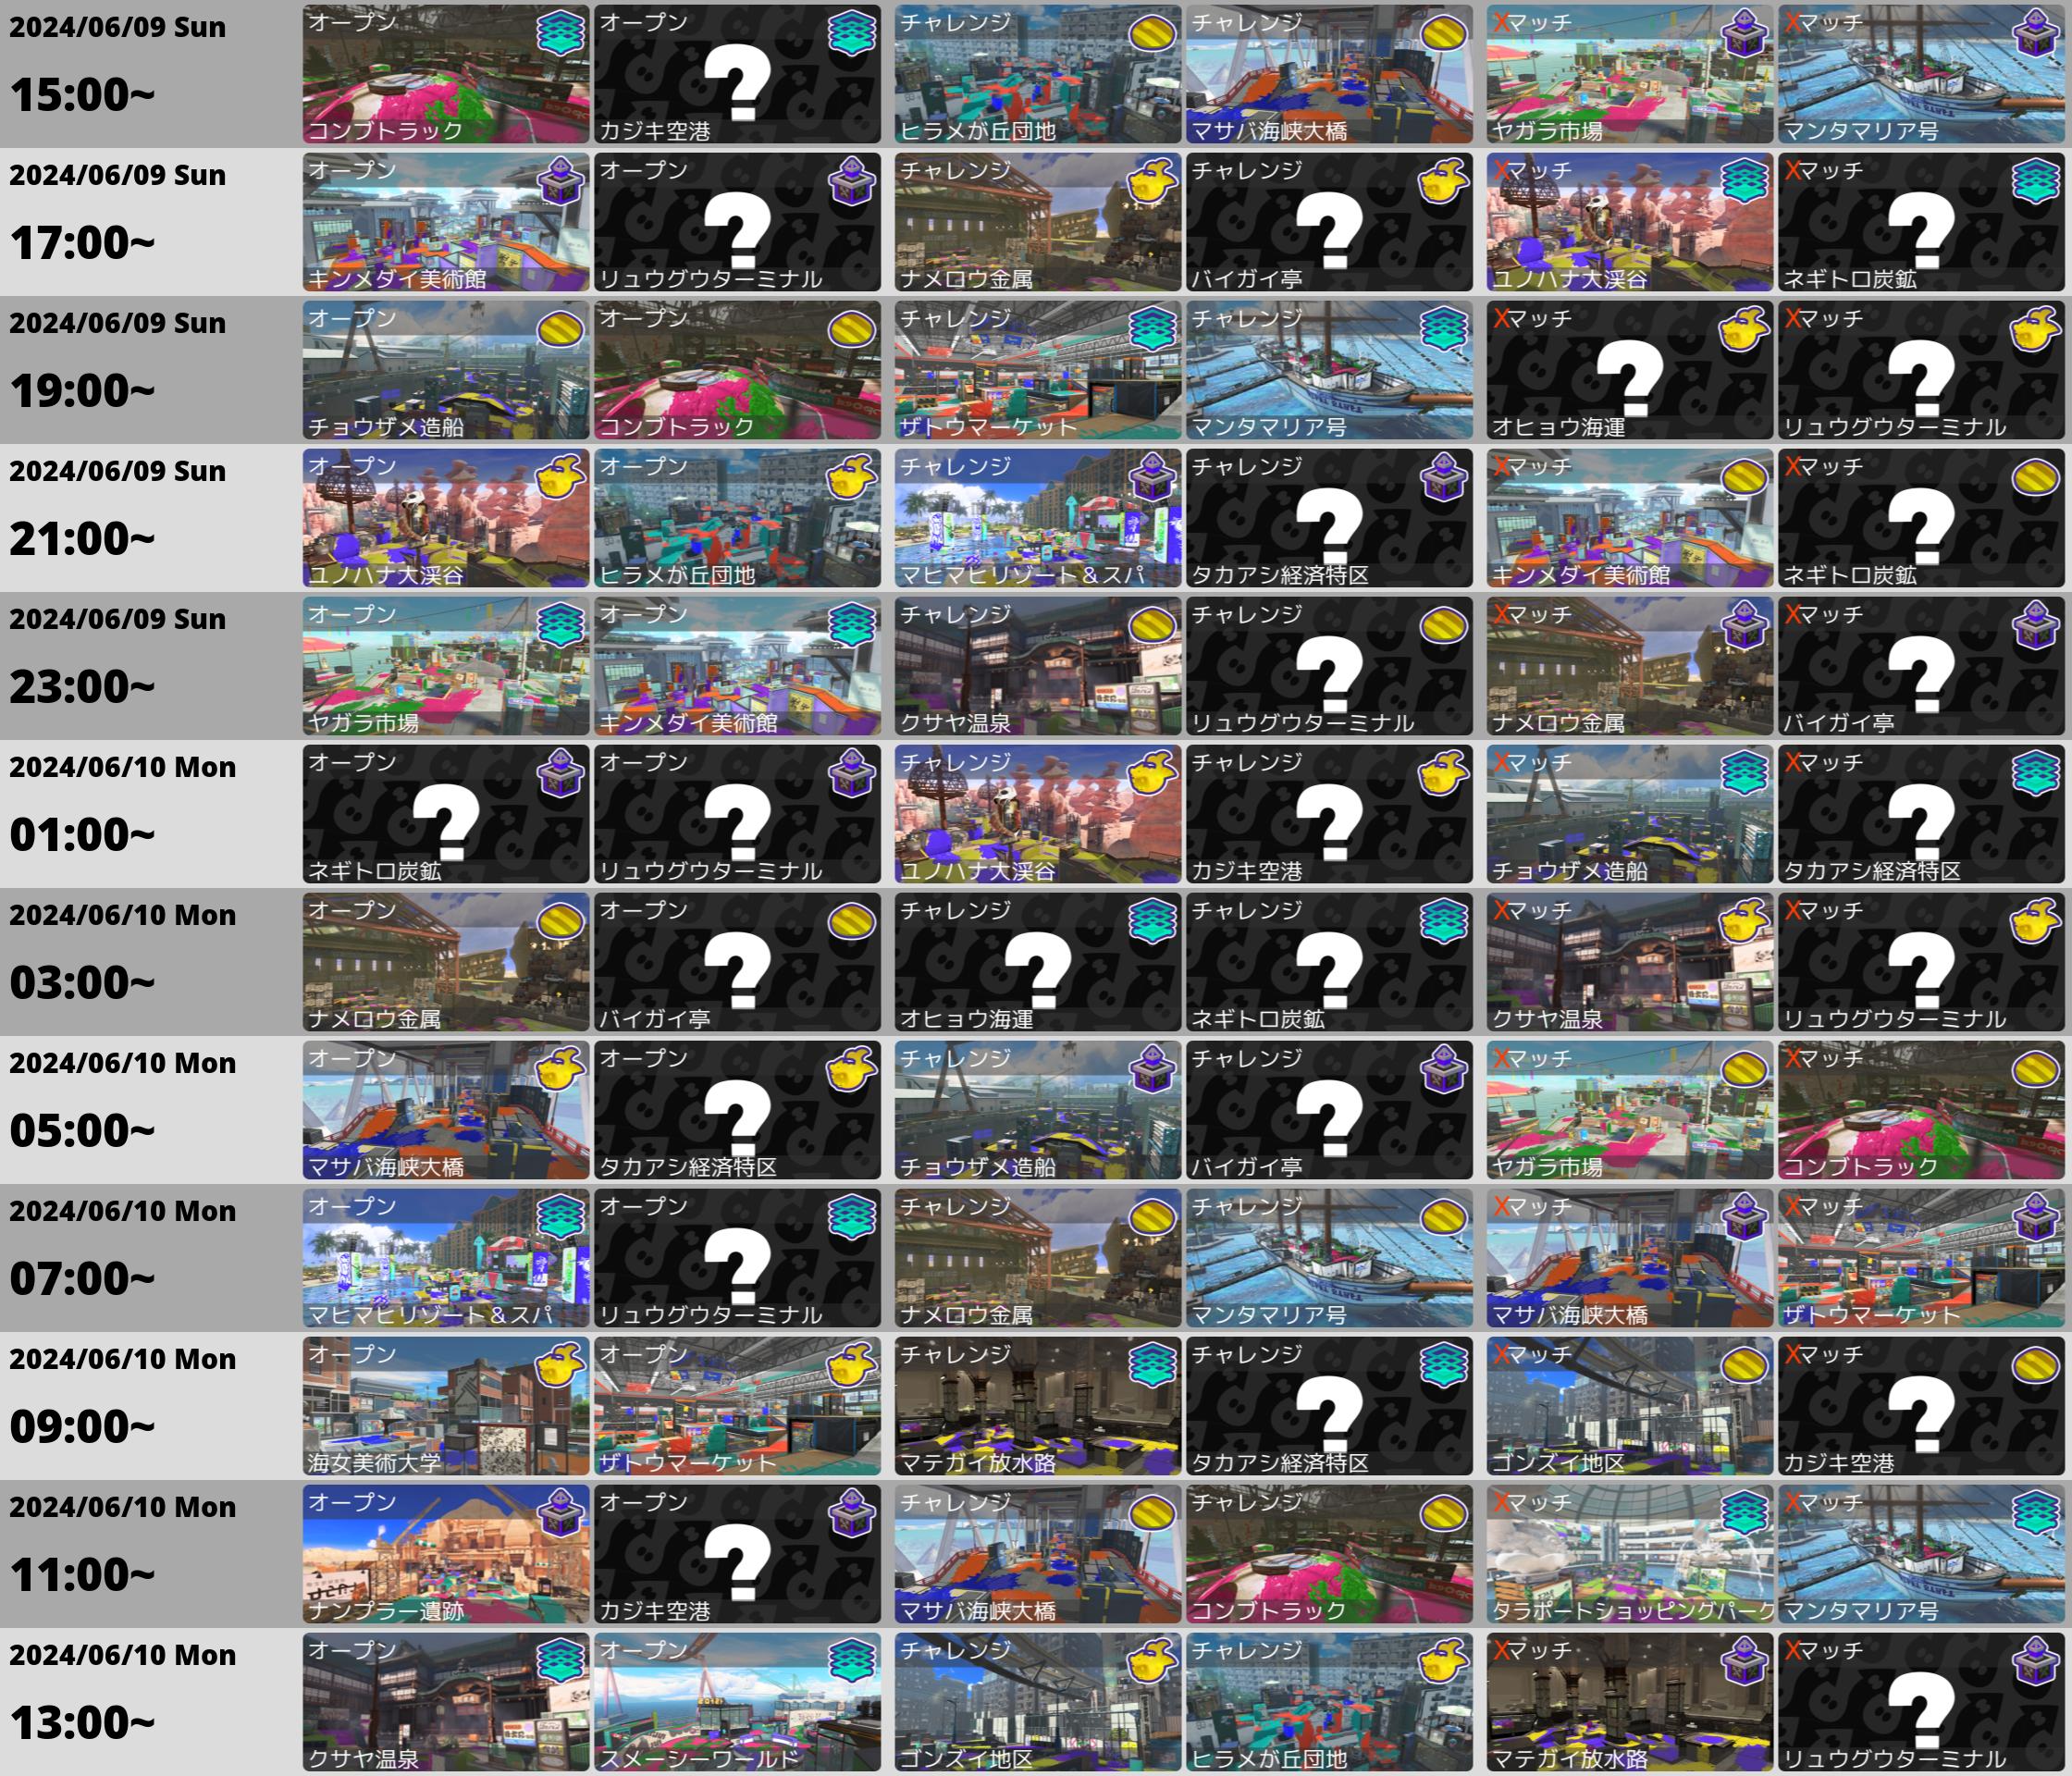 2024/06/09 Sun
15:00~
オープン
コンブトラック
オープン
カジキ空港
チャレンジ
ヒラメが丘団地
チャレンジ
マサバ海峡大橋
Xマッチ
ヤガラ市場
Xマッチ
マンタマリア号
2024/06/09 Sun
17:00~
オープン
キンメダイ美術館
オープン
リュウグウターミナル
チャレンジ
ナメロウ金属
チャレンジ
バイガイ亭
Xマッチ
ユノハナ大渓谷
Xマッチ
ネギトロ炭鉱
2024/06/09 Sun
19:00~
オープン
チョウザメ造船
オープン
コンブトラック
チャレンジ
ザトウマーケット
チャレンジ
マンタマリア号
Xマッチ
オヒョウ海運
Xマッチ
リュウグウターミナル
2024/06/09 Sun
21:00~
オープン
ユノハナ大渓谷
オープン
ヒラメが丘団地
チャレンジ
マヒマヒリゾート&スパ
チャレンジ
タカアシ経済特区
Xマッチ
キンメダイ美術館
Xマッチ
ネギトロ炭鉱
2024/06/09 Sun
23:00~
オープン
ヤガラ市場
オープン
キンメダイ美術館
チャレンジ
クサヤ温泉
チャレンジ
リュウグウターミナル
Xマッチ
ナメロウ金属
Xマッチ
バイガイ亭
2024/06/10 Mon
01:00~
オープン
ネギトロ炭鉱
オープン
リュウグウターミナル
チャレンジ
ユノハナ大渓谷
チャレンジ
カジキ空港
Xマッチ
チョウザメ造船
Xマッチ
タカアシ経済特区
2024/06/10 Mon
03:00~
オープン
ナメロウ金属
オープン
バイガイ亭
チャレンジ
オヒョウ海運
チャレンジ
ネギトロ炭鉱
Xマッチ
クサヤ温泉
Xマッチ
リュウグウターミナル
2024/06/10 Mon
05:00~
オープン
マサバ海峡大橋
オープン
タカアシ経済特区
チャレンジ
チョウザメ造船
チャレンジ
バイガイ亭
Xマッチ
ヤガラ市場
Xマッチ
コンブトラック
2024/06/10 Mon
07:00~
オープン
マヒマヒリゾート&スパ
オープン
リュウグウターミナル
チャレンジ
ナメロウ金属
チャレンジ
マンタマリア号
Xマッチ
マサバ海峡大橋
Xマッチ
ザトウマーケット
2024/06/10 Mon
09:00~
オープン
海女美術大学
オープン
ザトウマーケット
チャレンジ
マテガイ放水路
チャレンジ
タカアシ経済特区
Xマッチ
ゴンズイ地区
Xマッチ
カジキ空港
2024/06/10 Mon
11:00~
オープン
ナンプラー遺跡
オープン
カジキ空港
チャレンジ
マサバ海峡大橋
チャレンジ
コンブトラック
Xマッチ
タラポートショッピングパーク
Xマッチ
マンタマリア号
2024/06/10 Mon
13:00~
オープン
クサヤ温泉
オープン
スメーシーワールド
チャレンジ
ゴンズイ地区
チャレンジ
ヒラメが丘団地
Xマッチ
マテガイ放水路
Xマッチ
リュウグウターミナル